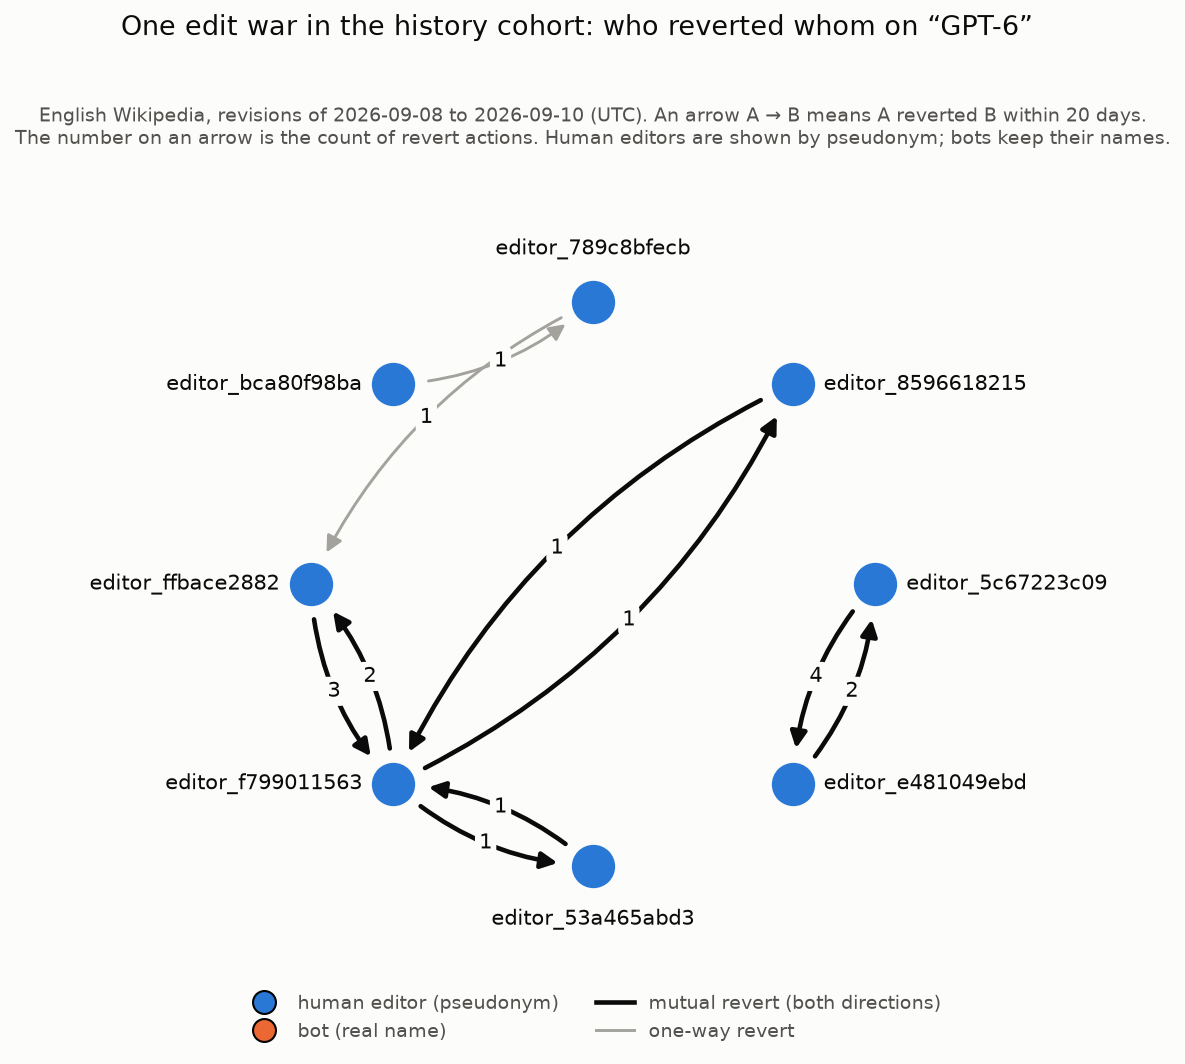 One edit war in the history cohort: who reverted whom on “GPT-6”
English Wikipedia, revisions of 2026-09-08 to 2026-09-10 (UTC). An arrow A → B means A reverted B within 20 days.
The number on an arrow is the count of revert actions. Human editors are shown by pseudonym; bots keep their names.
editor_789c8bfecb
1
editor_bca80f98ba
editor_8596618215
1
1
editor_ffbace2882
editor_5c67223c09
1
3
2
4
2
editor_f799011563
editor_e481049ebd
1
1
editor_53a465abd3
human editor (pseudonym)
mutual revert (both directions)
bot (real name)
one-way revert